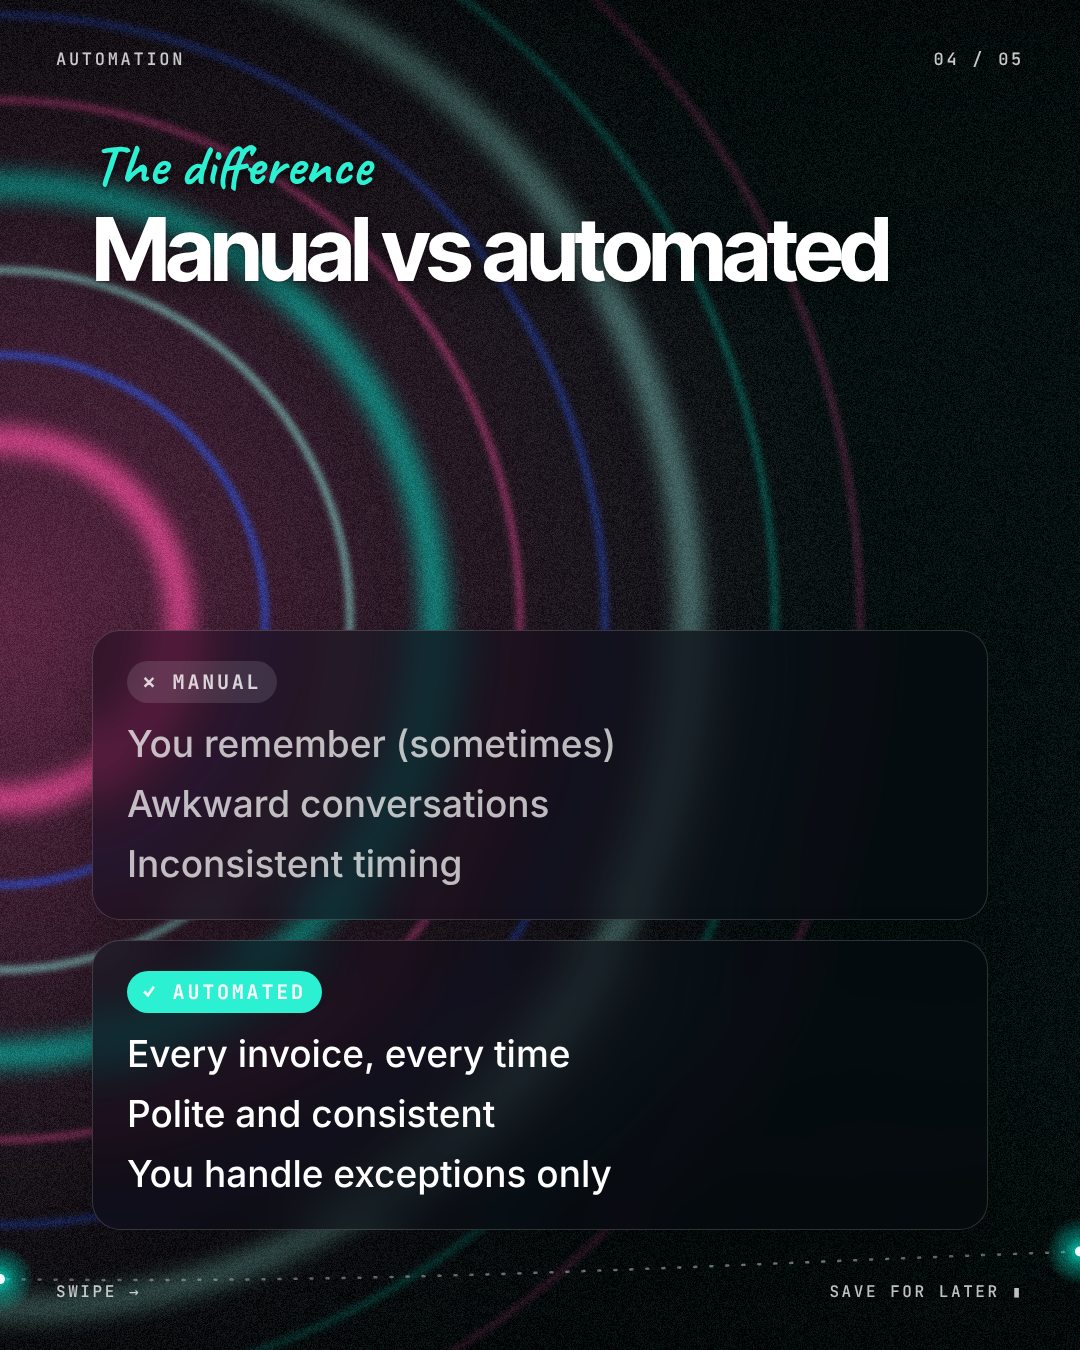 AUTOMATION
04 / 05
The difference
Manual vs automated
× MANUAL
You remember (sometimes)
Awkward conversations
Inconsistent timing
✓ AUTOMATED
Every invoice, every time
Polite and consistent
You handle exceptions only
SWIPE →
SAVE FOR LATER ▮